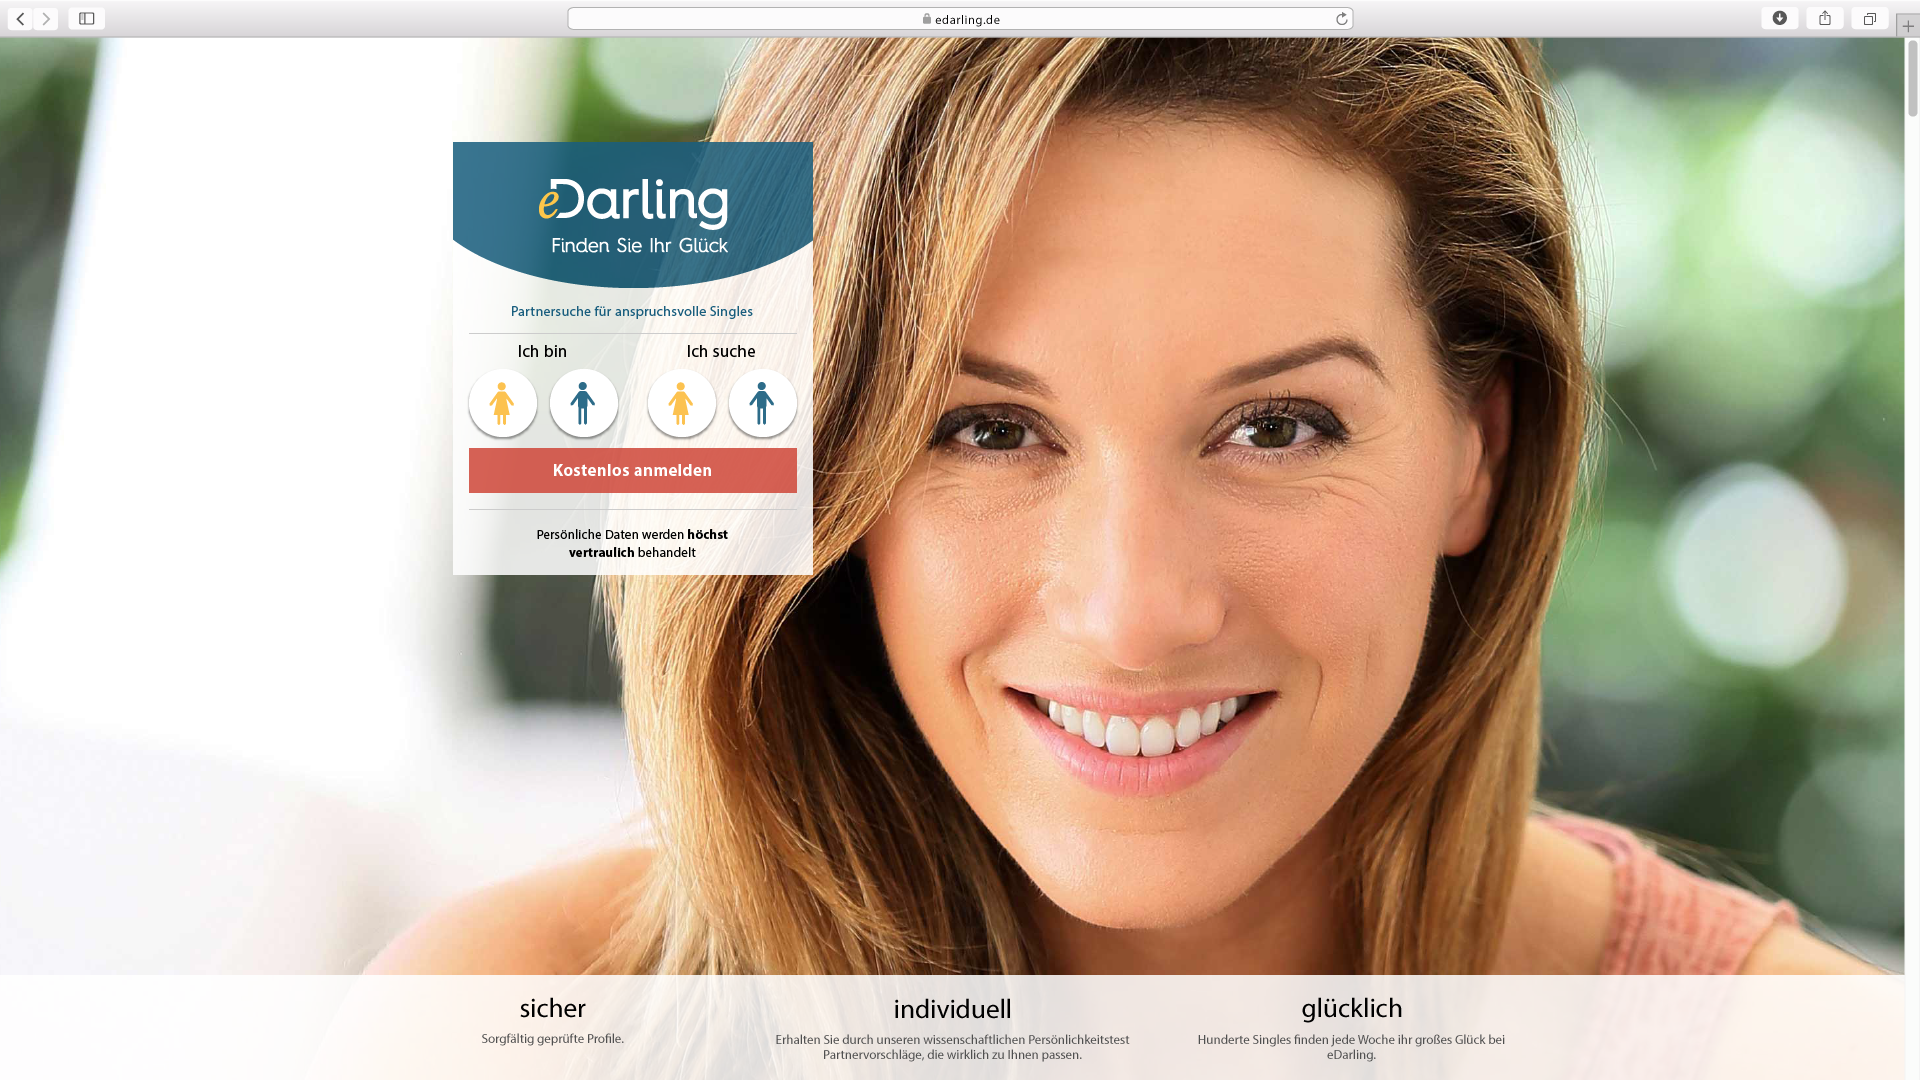 edarling.de
eDarling
Finden Sie Ihr Glück
Partnersuche für anspruchsvolle Singles
Ich bin
Ich suche
Kostenlos anmelden
Persönliche Daten werden höchst
vertraulich behandelt
sicher
Sorgfältig geprüfte Profile.
individuell
Erhalten Sie durch unseren wissenschaftlichen Persönlichkeitstest
Partnervorschläge, die wirklich zu Ihnen passen.
glücklich
Hunderte Singles finden jede Woche ihr großes Glück bei
eDarling.